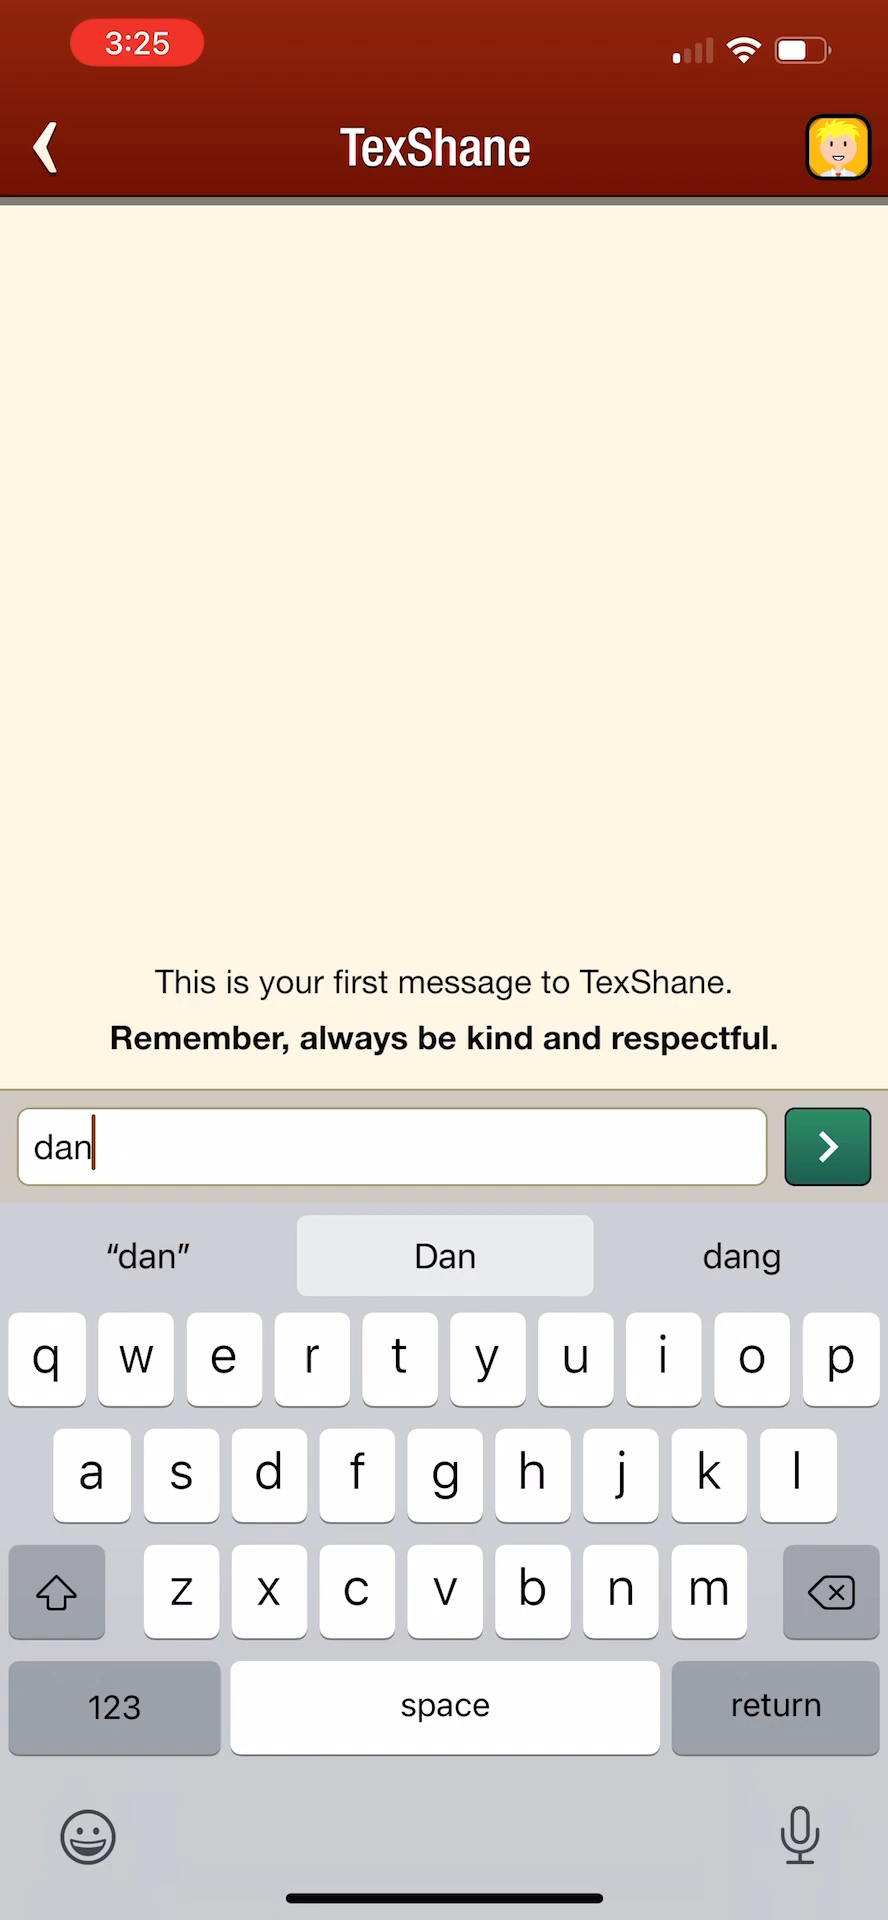 3:25
TexShane
This is your first message to TexShane.
Remember, always be kind and respectful.
dan
“dan” Dan dang
q w e r t y u i o p
a s d f g h j k l
z x c v b n m
123 space return